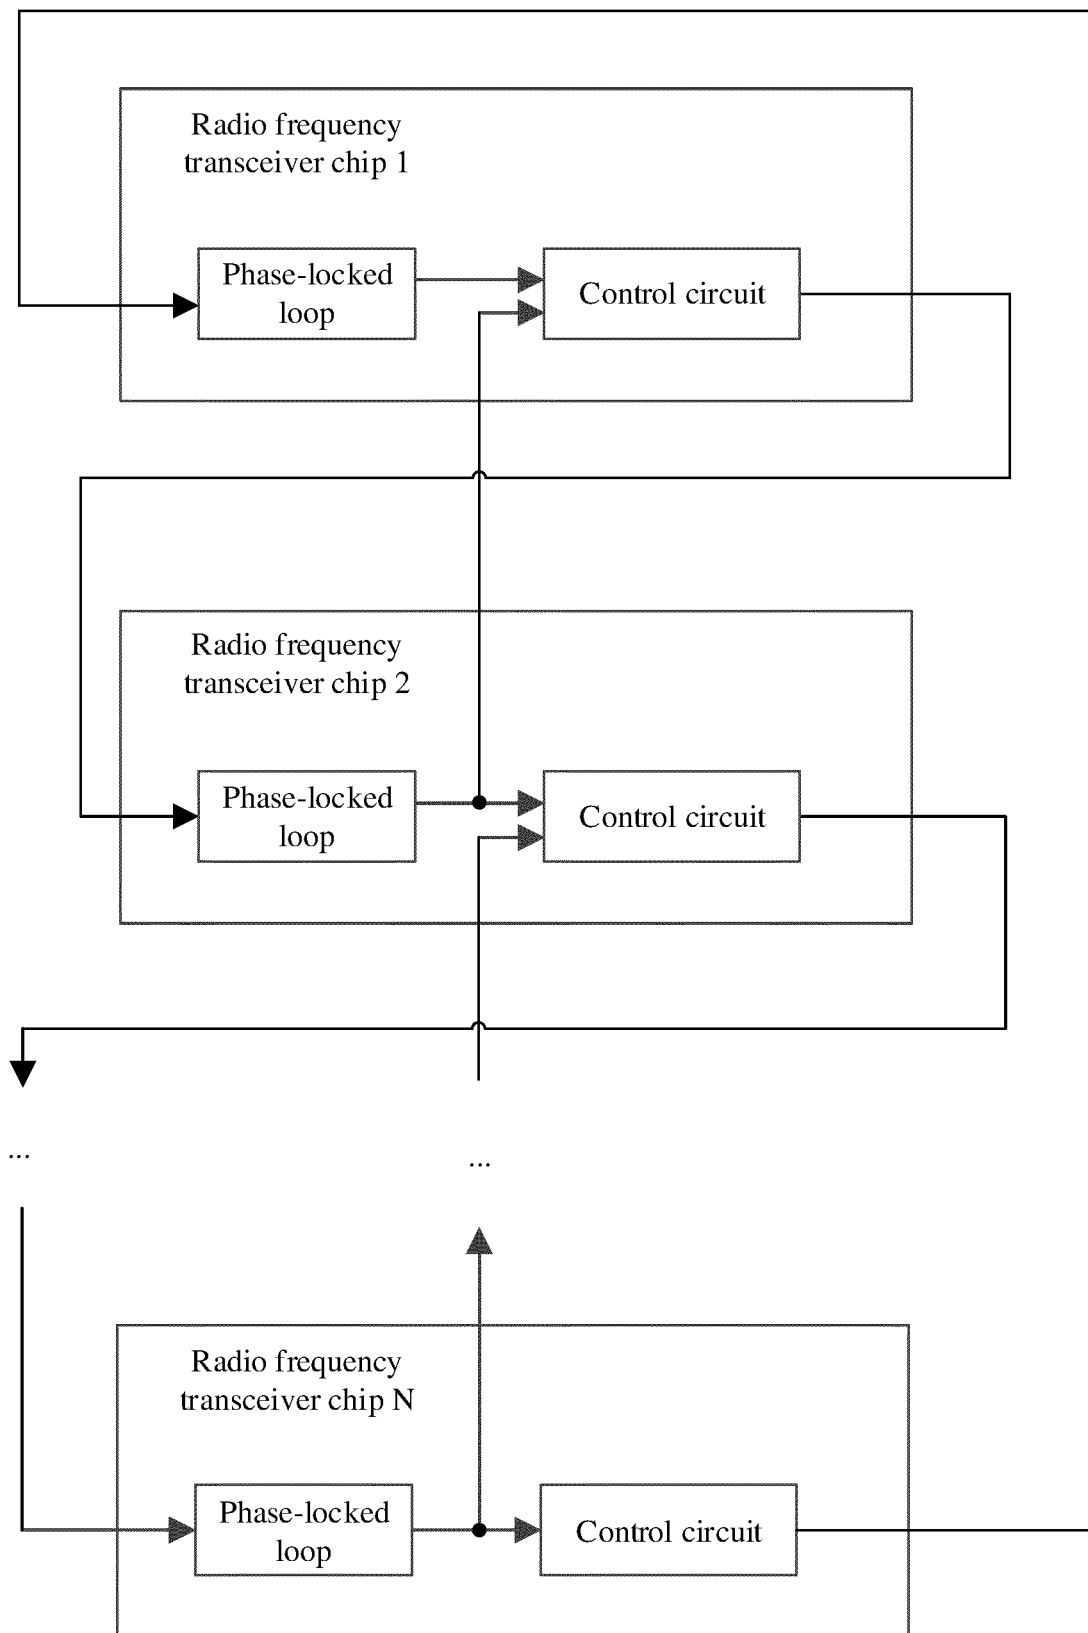 Radio frequency
transceiver chip 1
Phase-locked
loop
Control circuit
Radio frequency
transceiver chip 2
Phase-locked
loop
Control circuit
...
...
Radio frequency
transceiver chip N
Phase-locked
loop
Control circuit